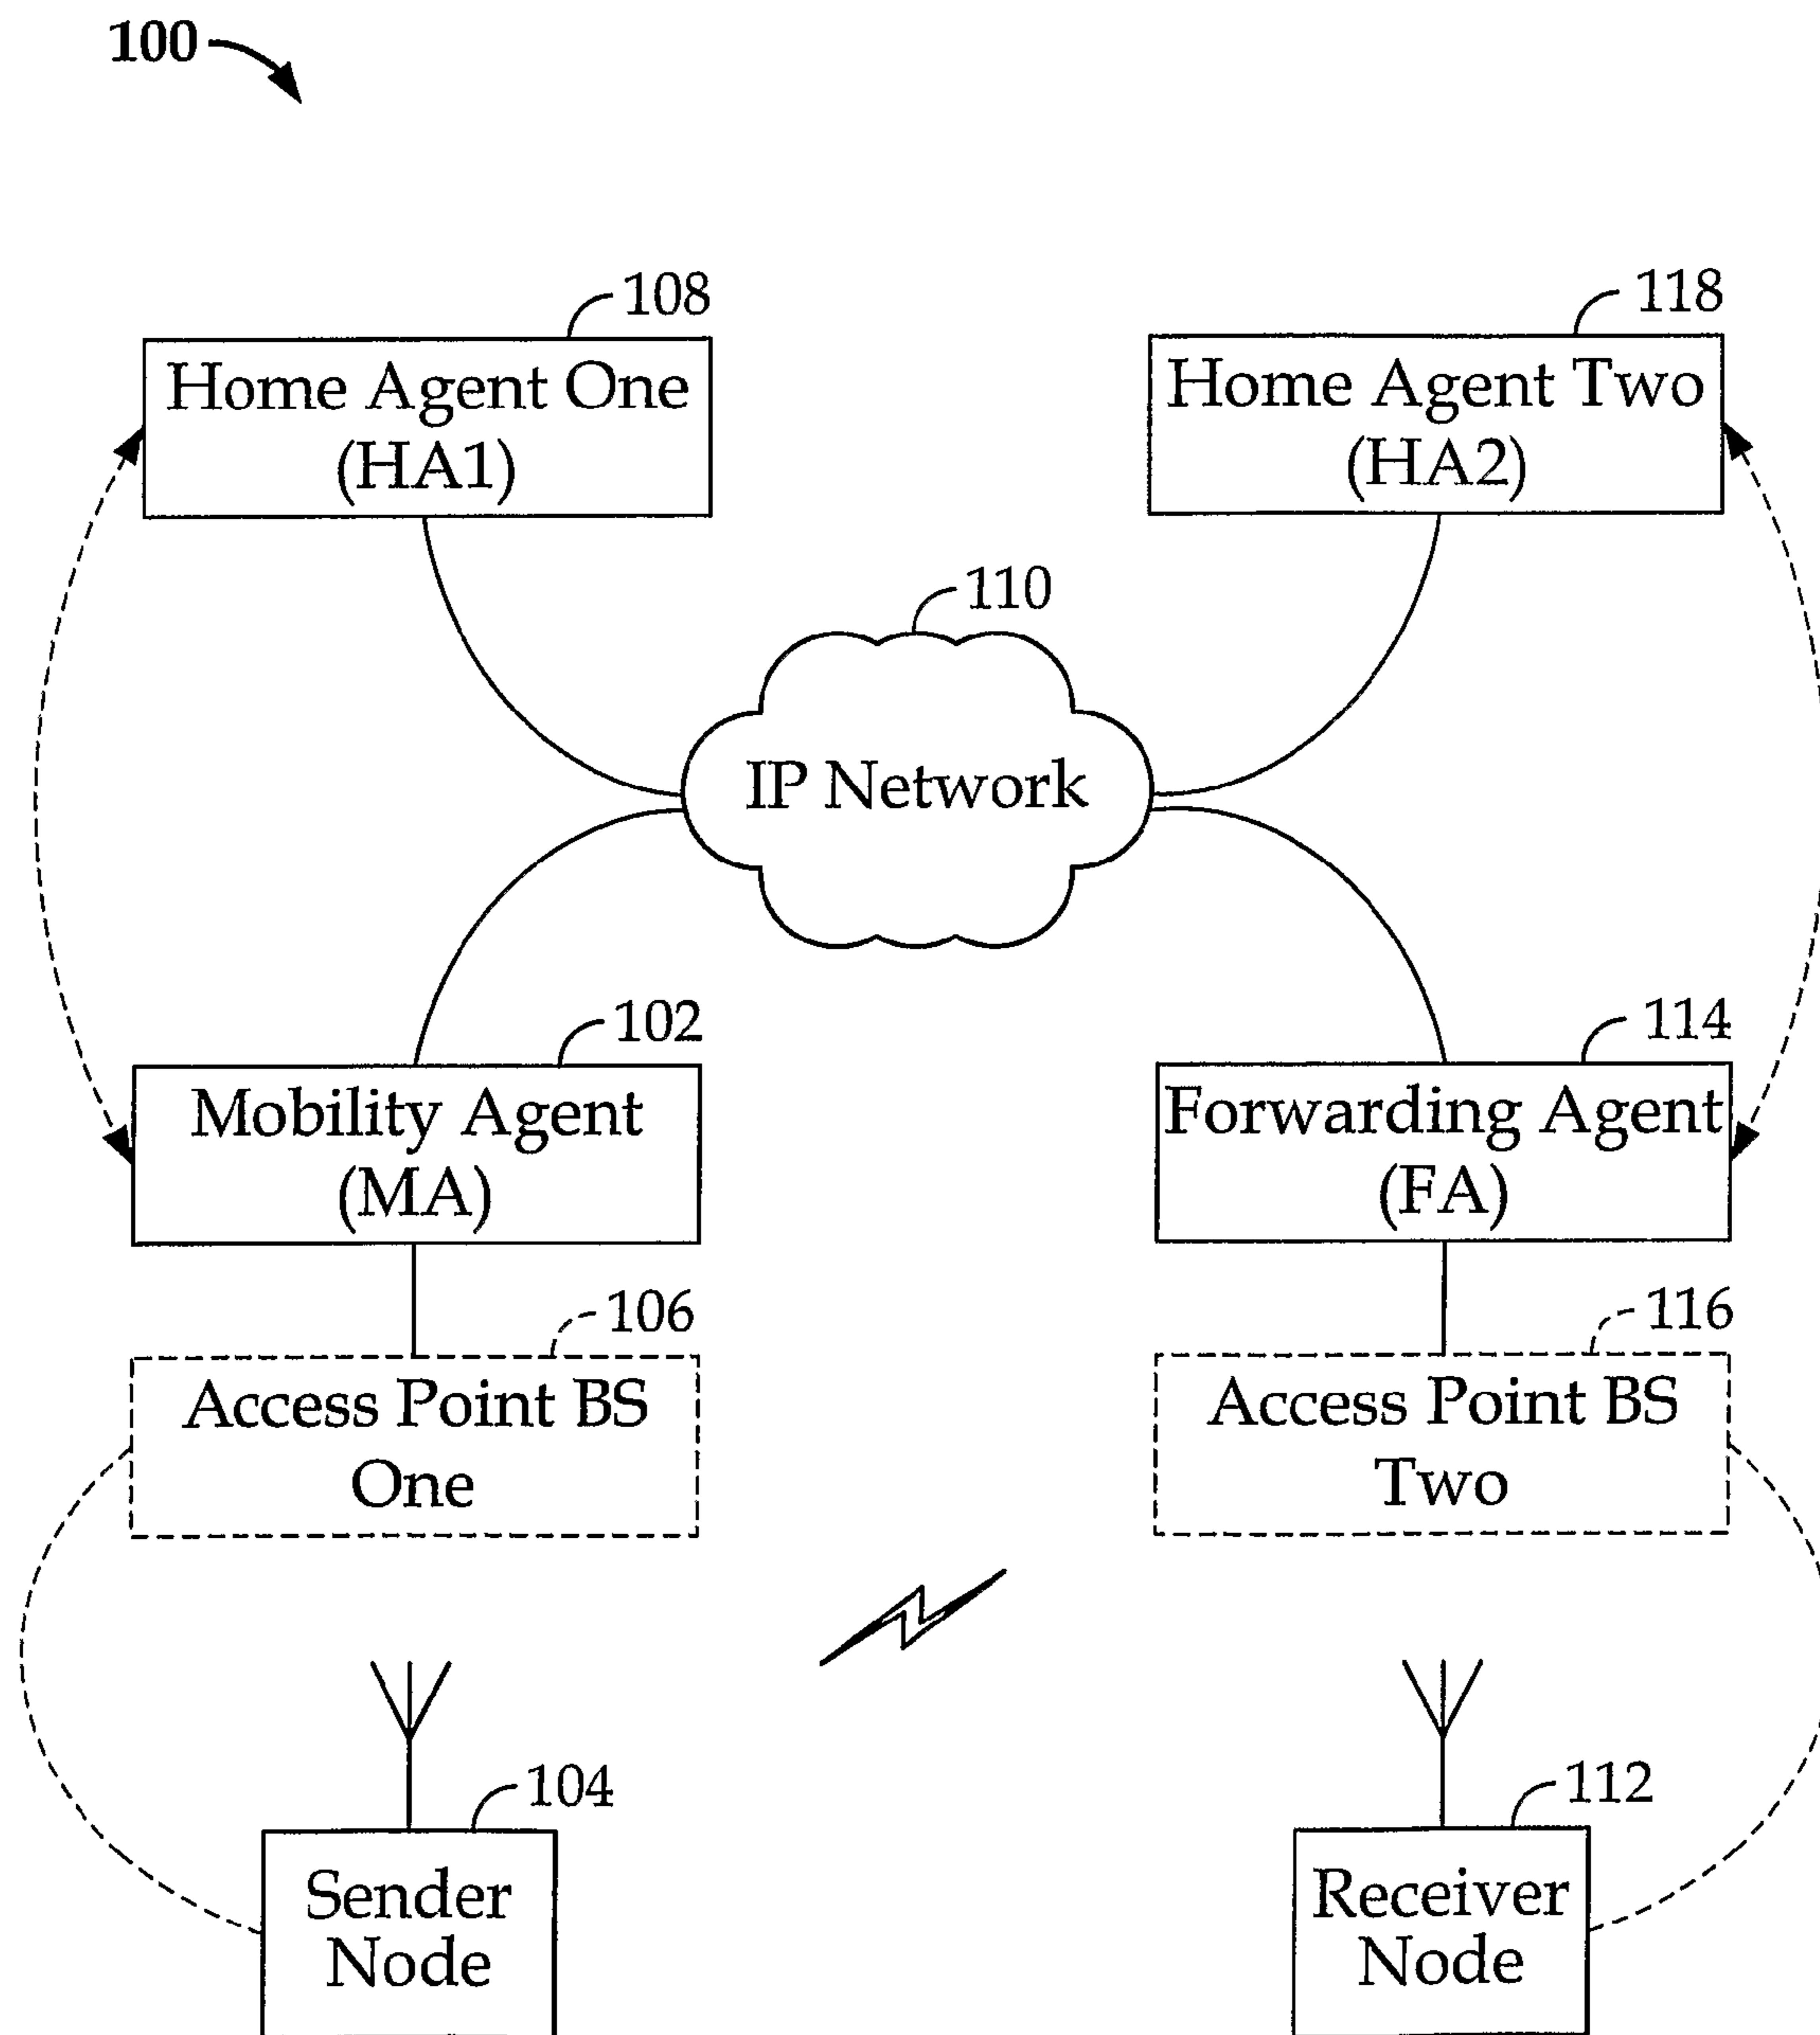 100
108
118
Home Agent One
(HA1)
Home Agent Two
(HA2)
110
IP Network
102
114
Mobility Agent
(MA)
Forwarding Agent
(FA)
106
116
Access Point BS
One
Access Point BS
Two
104
112
Sender
Node
Receiver
Node